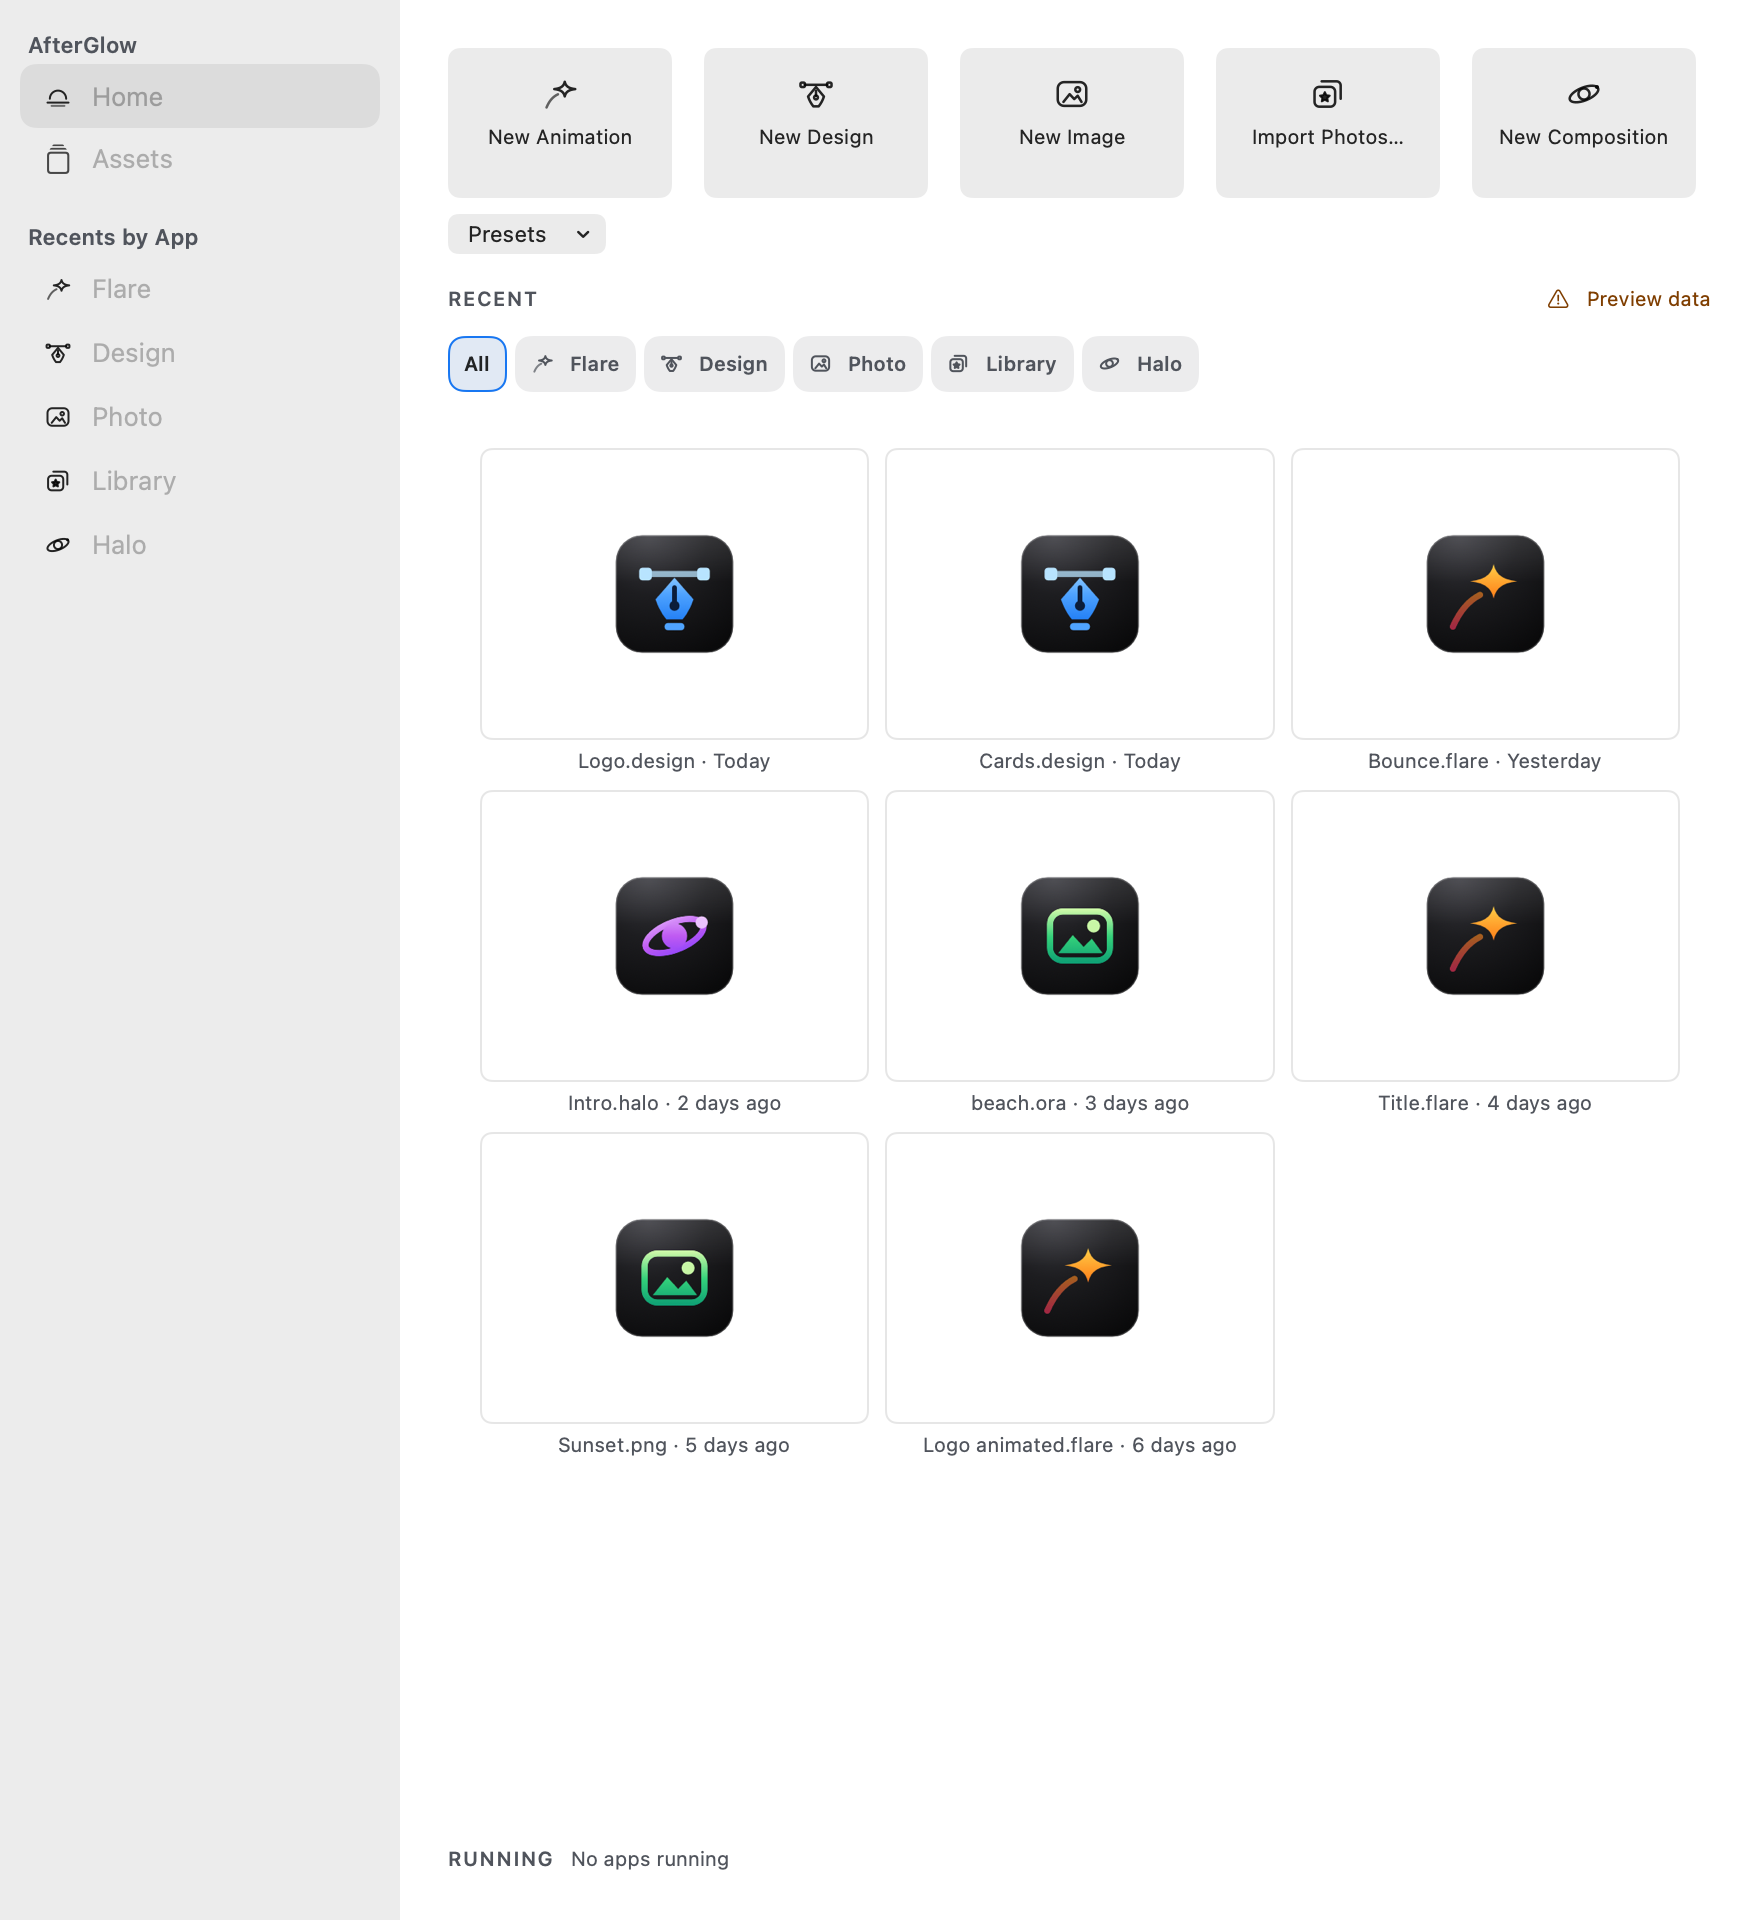 AfterGlow
Home
Assets
Recents by App
Flare
Design
Photo
Library
Halo
New Animation
New Design
New Image
Import Photos...
New Composition
Presets
RECENT
Preview data
All
Flare
Design
Photo
Library
Halo
Logo.design · Today
Cards.design · Today
Bounce.flare · Yesterday
Intro.halo · 2 days ago
beach.ora · 3 days ago
Title.flare · 4 days ago
Sunset.png · 5 days ago
Logo animated.flare · 6 days ago
RUNNING No apps running